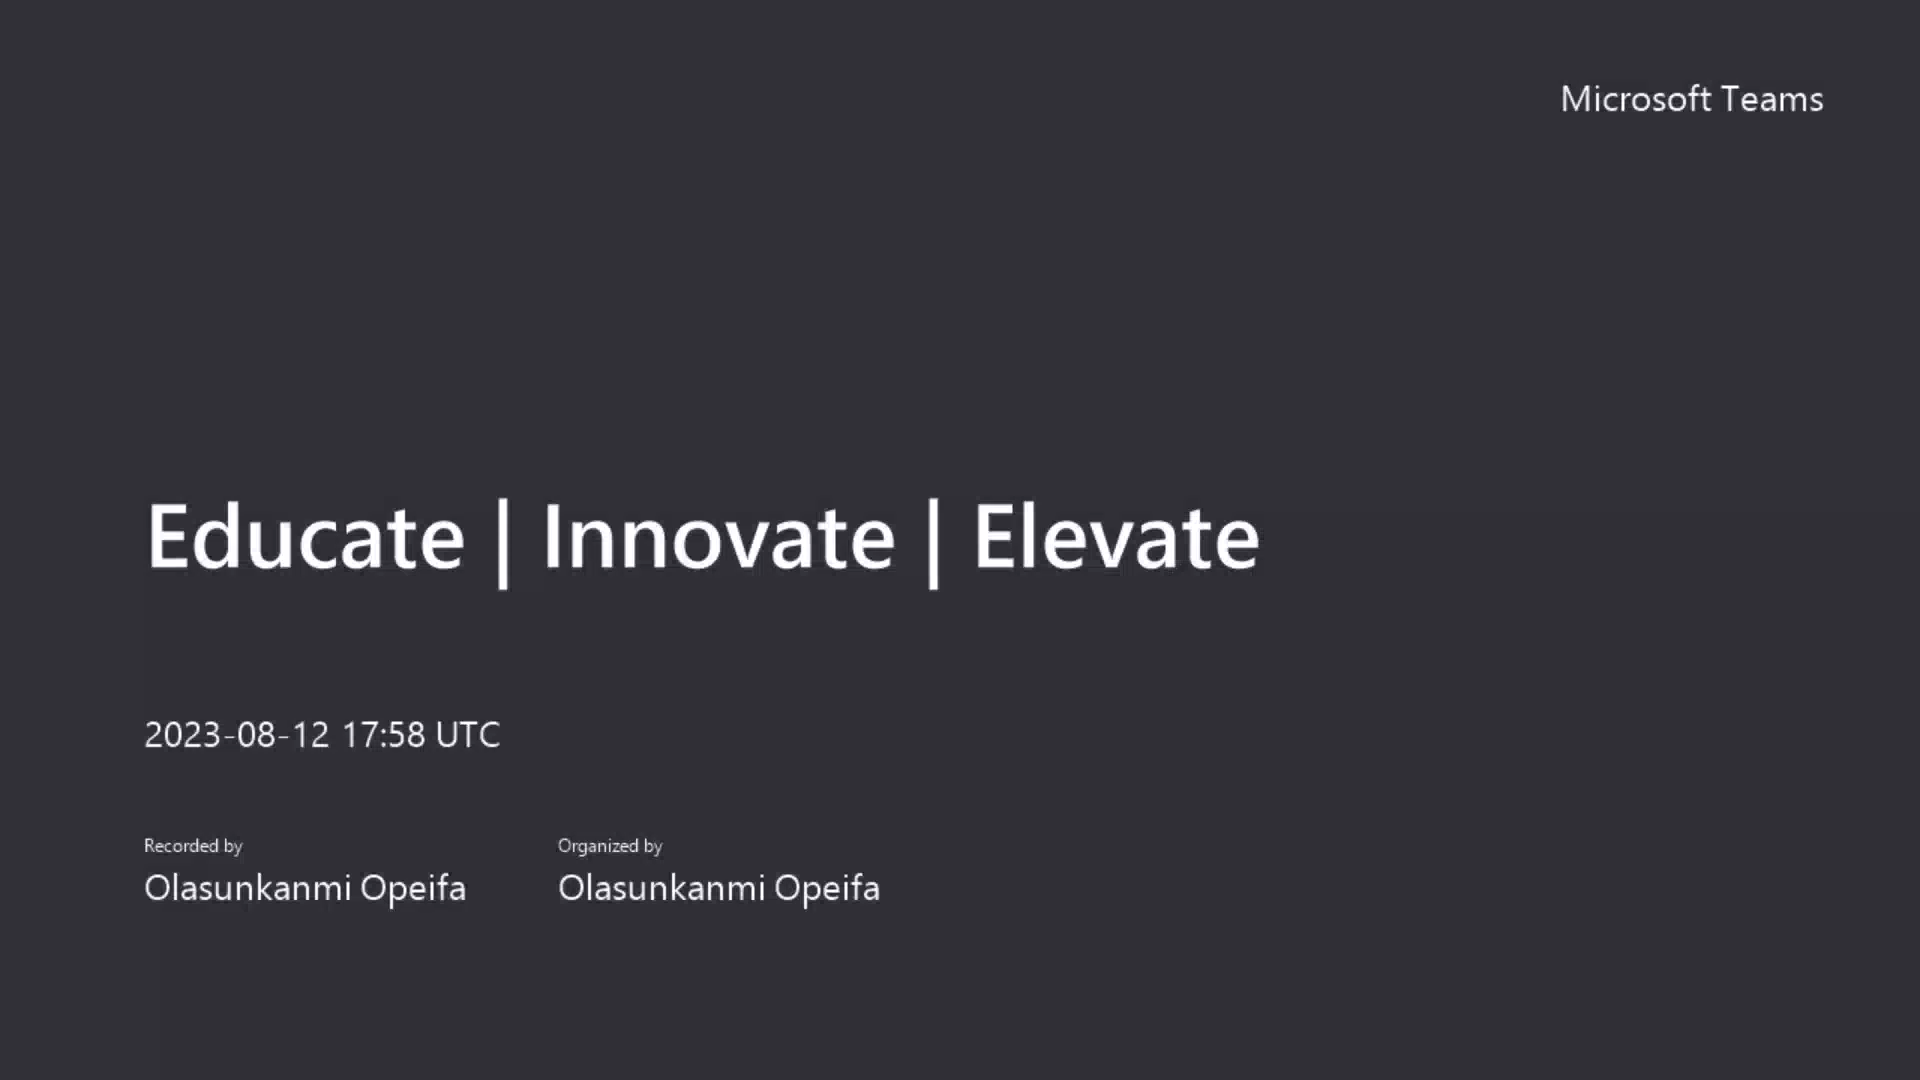 Microsoft Teams
Educate | Innovate | Elevate
2023-08-12 17:58 UTC
Recorded by
Olasunkanmi Opeifa
Organized by
Olasunkanmi Opeifa